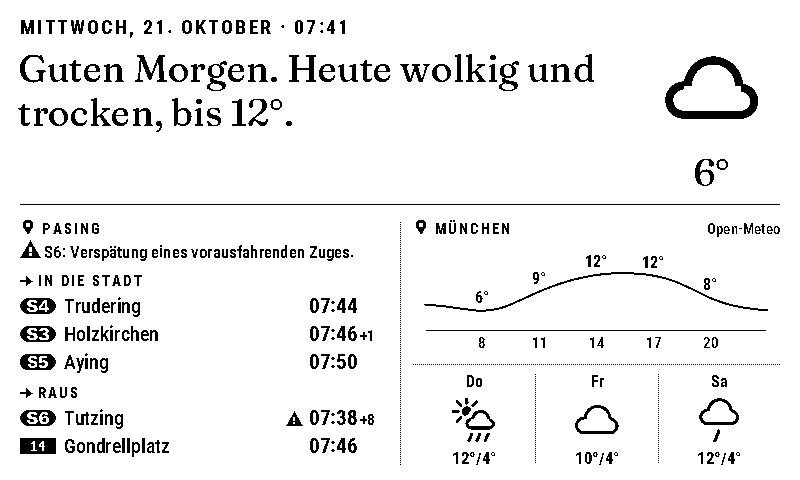 MITTWOCH, 21. OKTOBER · 07:41
Guten Morgen. Heute wolkig und
trocken, bis 12°.
6°
PASING
S6: Verspätung eines vorausfahrenden Zuges.
→ IN DIE STADT
S4 Trudering 07:44
S3 Holzkirchen 07:46 +1
S5 Aying 07:50
→ RAUS
S6 Tutzing 07:38 +8
14 Gondrellplatz 07:46
MÜNCHEN Open-Meteo
6° 9° 12° 12° 8°
8 11 14 17 20
Do Fr Sa
12°/4° 10°/4° 12°/4°